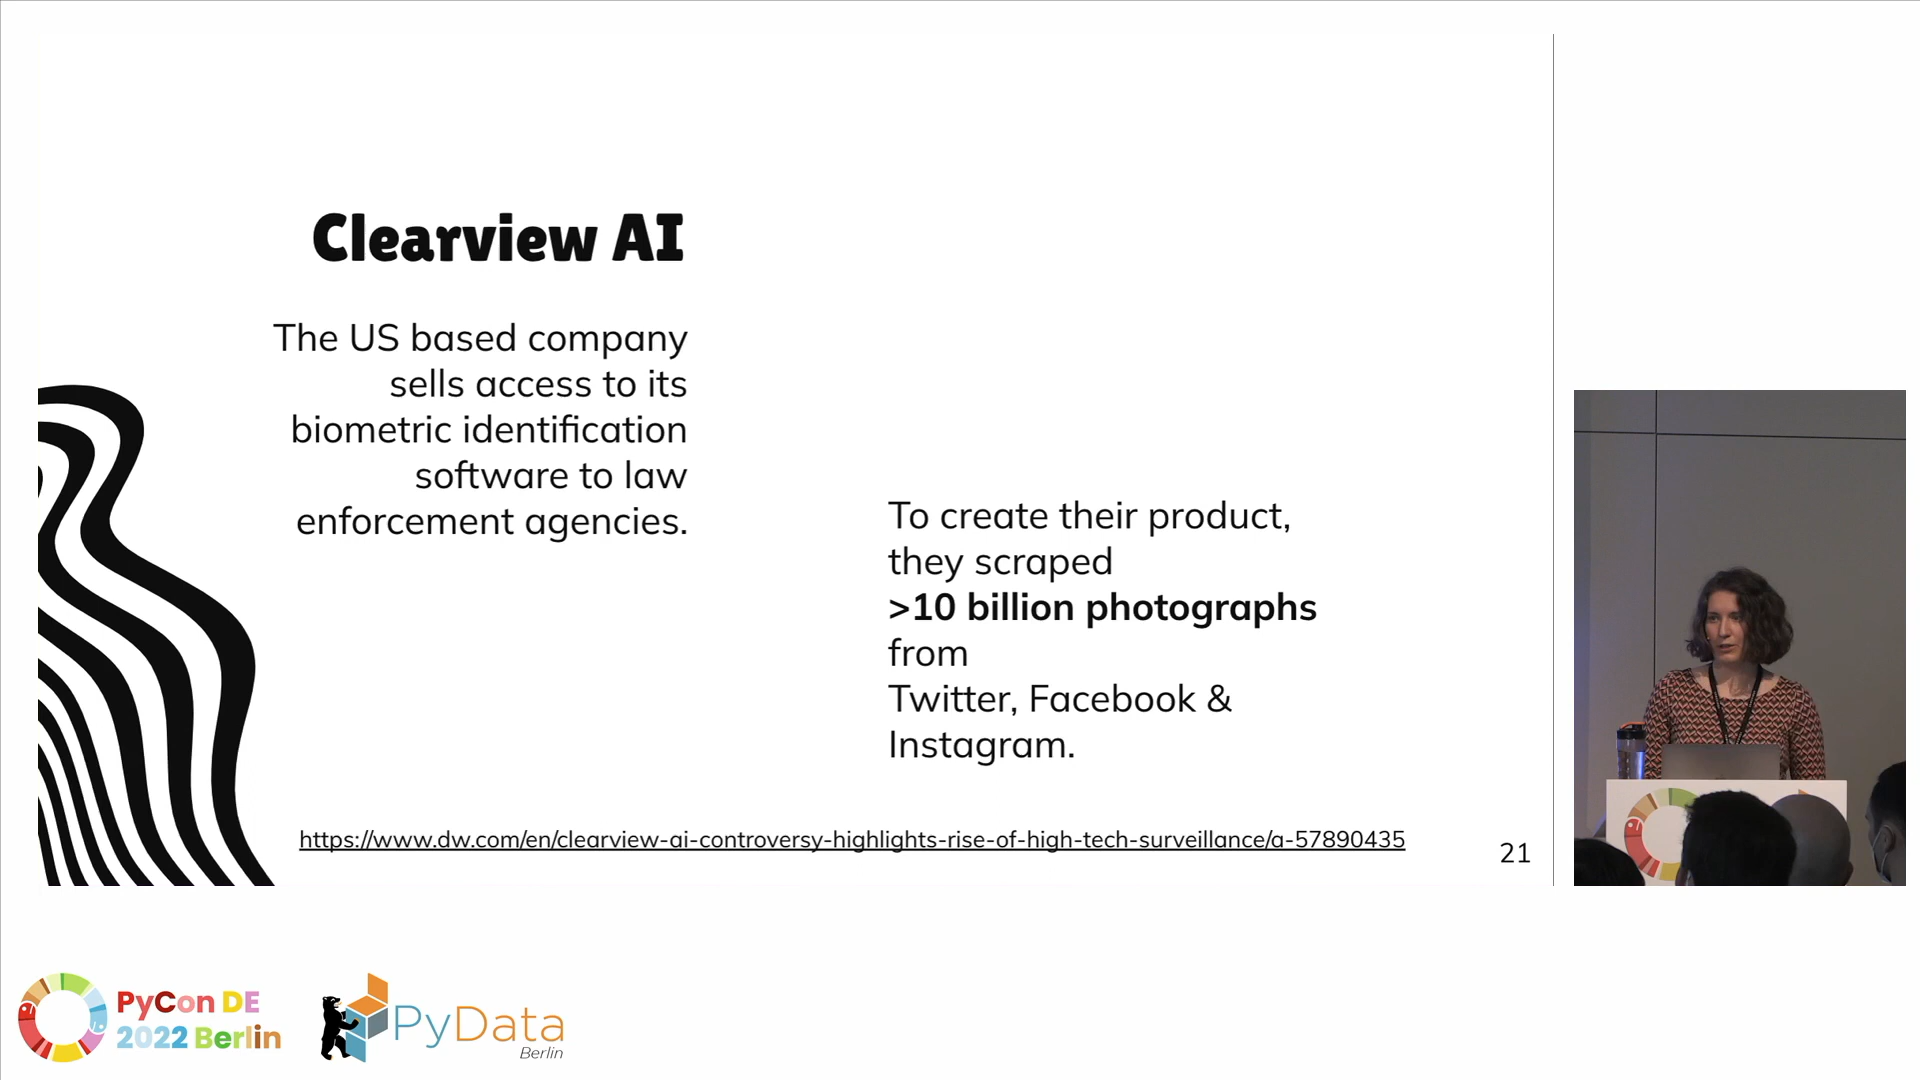 Clearview AI
The US based company
sells access to its
biometric identification
software to law
enforcement agencies.
To create their product,
they scraped
>10 billion photographs
from
Twitter, Facebook &
Instagram.
https://www.dw.com/en/clearview-ai-controversy-highlights-rise-of-high-tech-surveillance/a-57890435
21
PyCon DE
2022 Berlin
PyData
Berlin